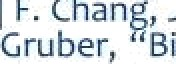 F. Chang,
Gruber, “Bi